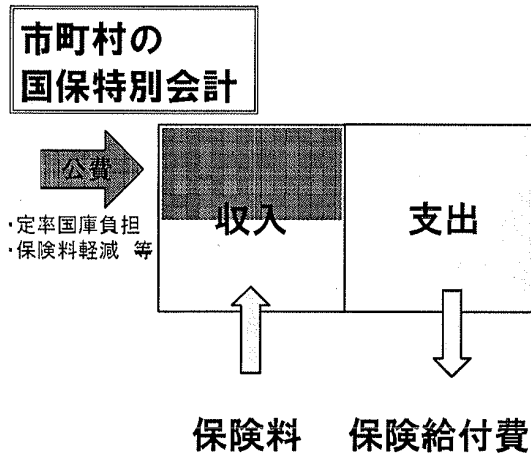 市町村の
国保特別会計
公費
・定率国庫負担
・保険料軽減 等
収入
支出
保険料
保険給付費